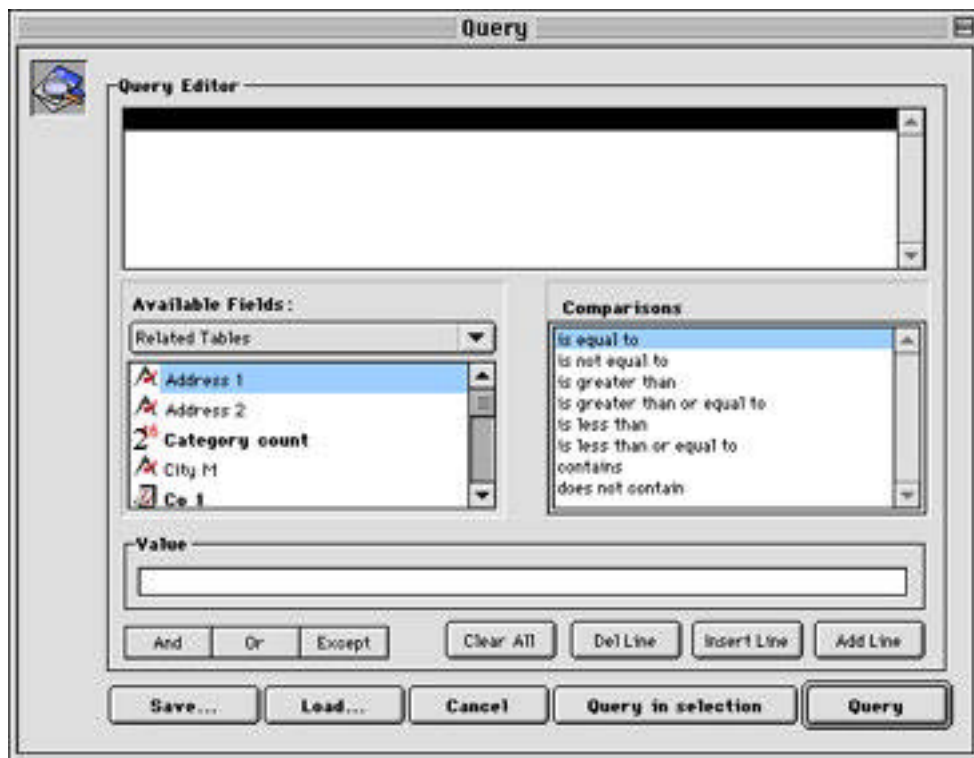 Query
Query Editor
Available Fields:
Related Tables
Address 1
Address 2
Category count
City M
Co 1
Comparisons
is equal to
is not equal to
is greater than
is greater than or equal to
is less than
is less than or equal to
contains
does not contain
Value
And Or Except Clear All Del Line Insert Line Add Line
Save... Load... Cancel Query in selection Query